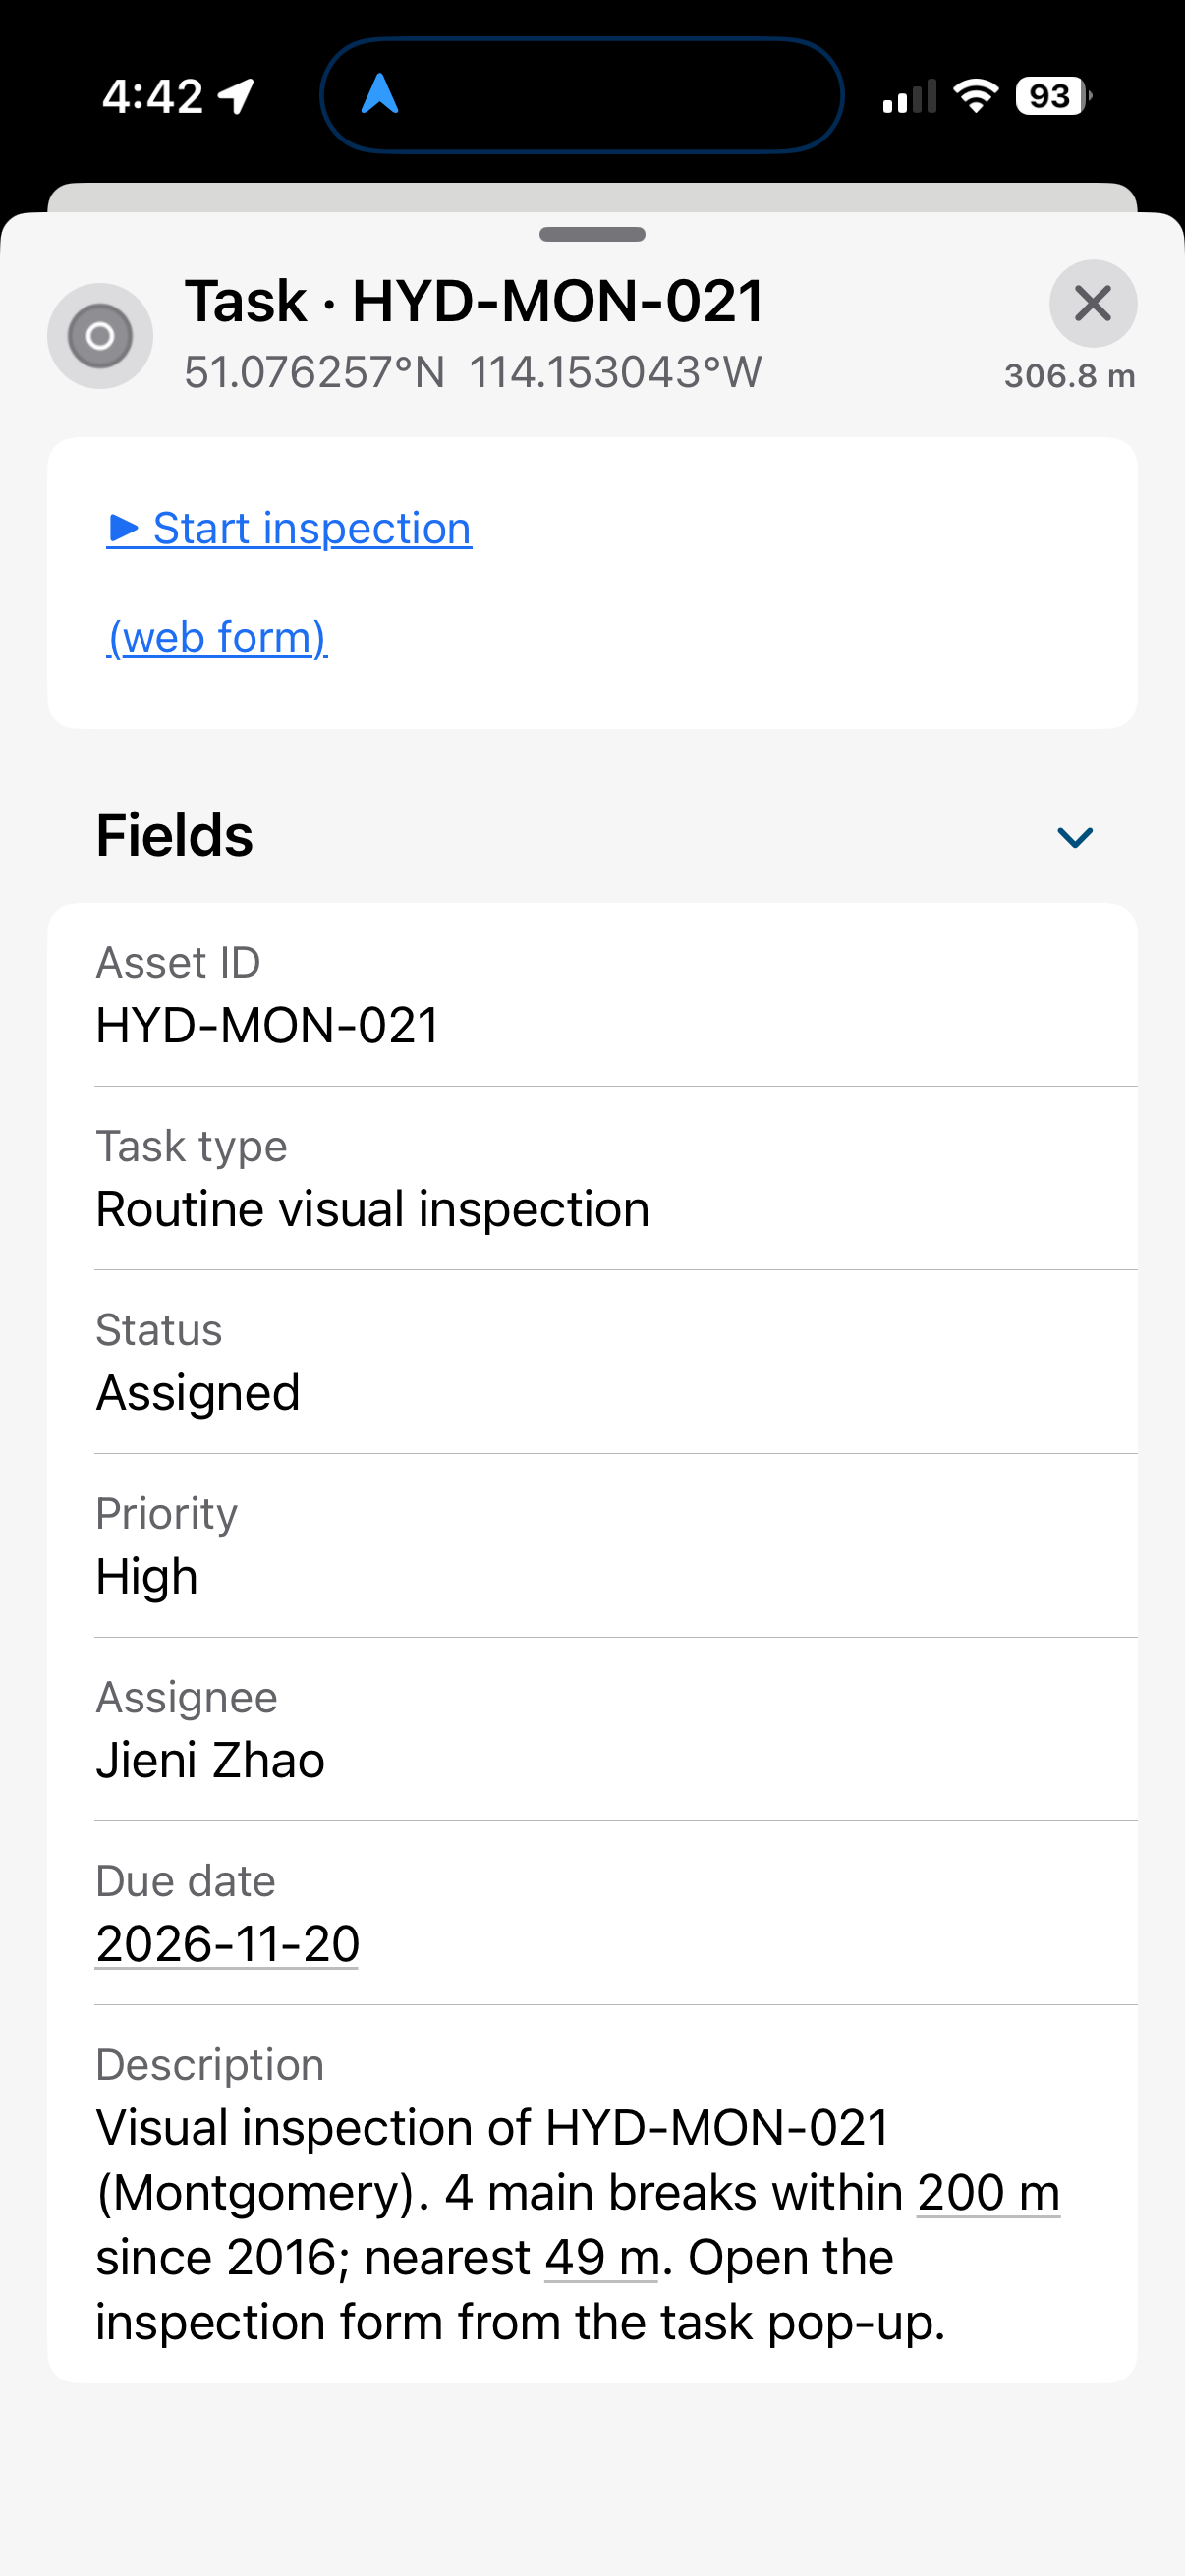 4:42
93
Task · HYD-MON-021
51.076257°N 114.153043°W
306.8 m
▶ Start inspection
(web form)
Fields
Asset ID
HYD-MON-021
Task type
Routine visual inspection
Status
Assigned
Priority
High
Assignee
Jieni Zhao
Due date
2026-11-20
Description
Visual inspection of HYD-MON-021
(Montgomery). 4 main breaks within 200 m
since 2016; nearest 49 m. Open the
inspection form from the task pop-up.